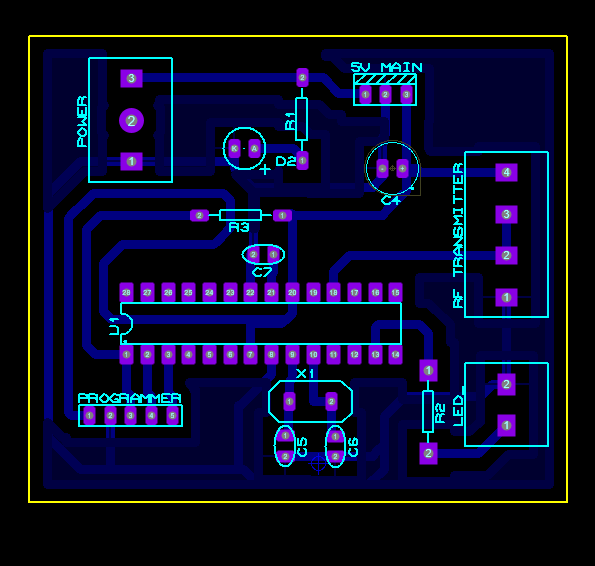 5V MAIN
POWER
3
2
1
2
1
R1
1 2 3
K A
+
D2
- +
C4
RF TRANSMITTER
4
3
2
1
2 1
R3
2 1
C7
28 27 26 25 24 23 22 21 20 19 18 17 16 15
U1
1 2 3 4 5 6 7 8 9 10 11 12 13 14
X1
1 2
PROGRAMMER
1 2 3 4 5
1
R2
2
LED_
2
1
1
2
C5
1
2
C6